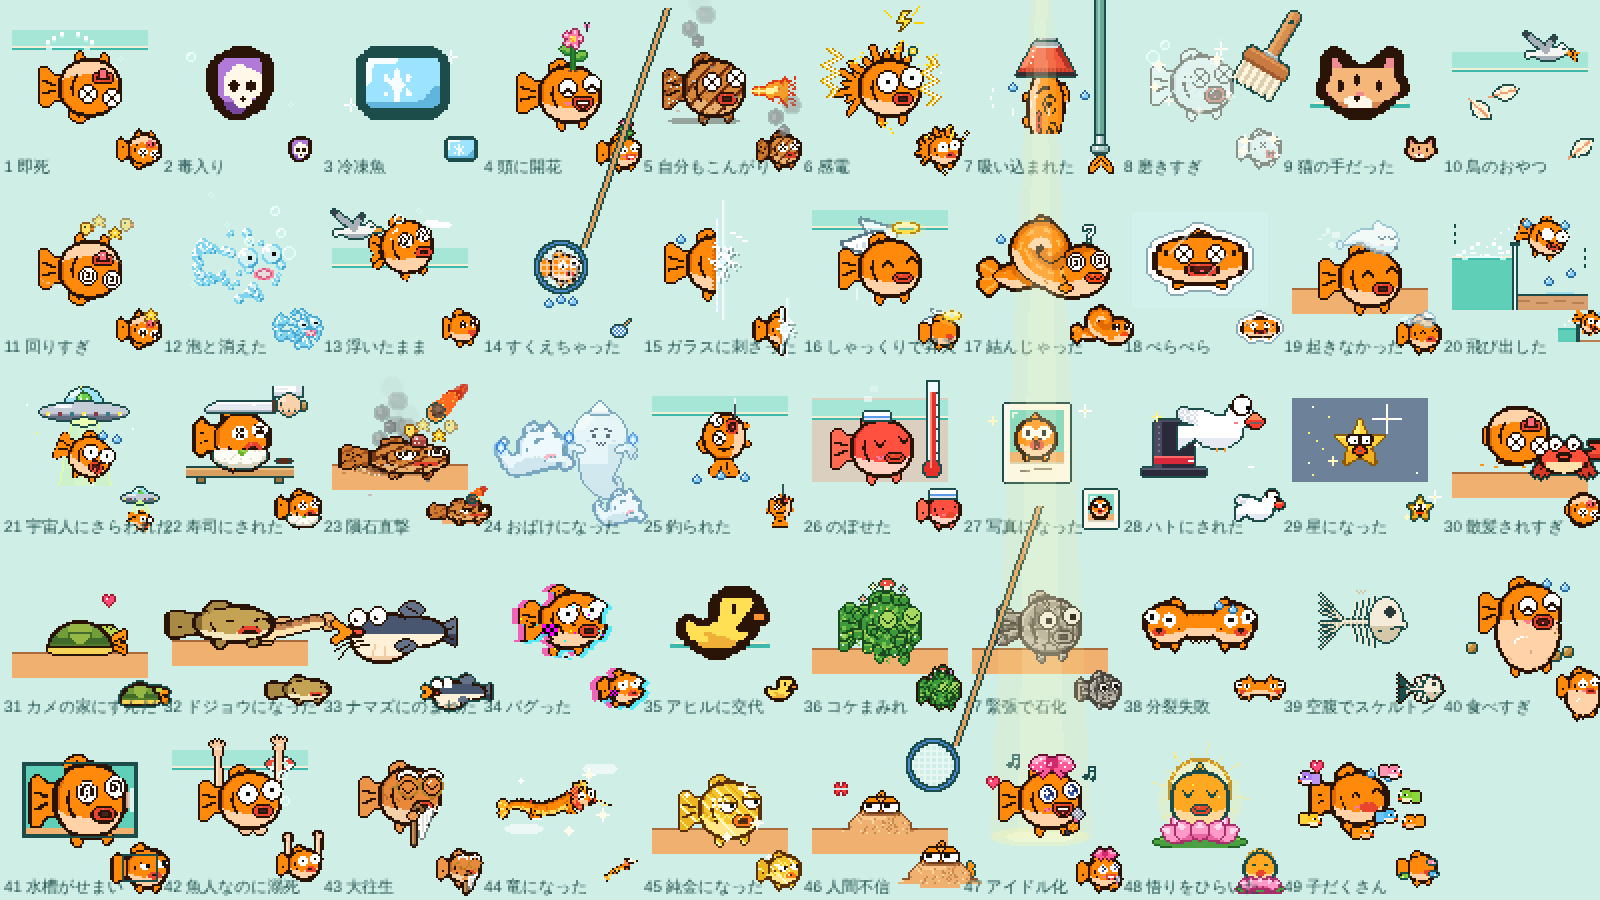 1 即死
2 毒入り
3 冷凍魚
4 頭に開花
5 自分もこんがり
6 感電
7 吸い込まれた
8 磨きすぎ
9 猫の手だった
10 鳥のおやつ
11 回りすぎ
12 泡と消えた
13 浮いたまま
14 すくえちゃった
15 ガラスに刺さった
16 しゃっくりで昇天
17 結んじゃった
18 ぺらぺら
19 起きなかった
20 飛び出した
21 宇宙人にさらわれた
22 寿司にされた
23 隕石直撃
24 おばけになった
25 釣られた
26 のぼせた
27 写真になった
28 ハトにされた
29 星になった
30 散髪されすぎ
31 カメの家にすんだ
32 ドジョウになった
33 ナマズにのまれた
34 バグった
35 アヒルに交代
36 コケまみれ
37 緊張で石化
38 分裂失敗
39 空腹でスケルトン
40 食べすぎ
41 水槽がせまい
42 魚人なのに溺死
43 大往生
44 竜になった
45 純金になった
46 人間不信
47 アイドル化
48 悟りをひらいた
49 子だくさん